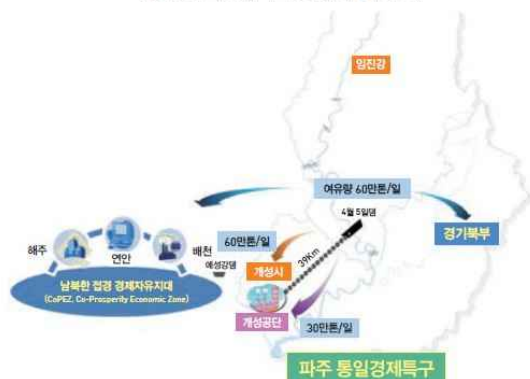 임진강
여유량 60만톤/일
4월 5일댐
경기북부
해주
연안
배천
예성강댐
60만톤/일
39Km
개성시
남북한 접경 경제자유지대
(CoPEZ, Co-Prosperity Economic Zone)
개성공단
30만톤/일
파주 통일경제특구